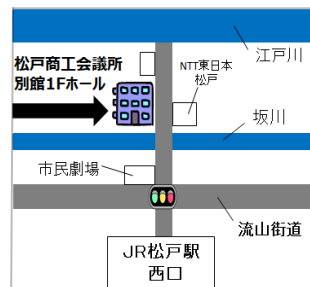 江戸川
松戸商工会議所
別館1Fホール
NTT東日本
松戸
坂川
市民劇場
流山街道
JR松戸駅
西口